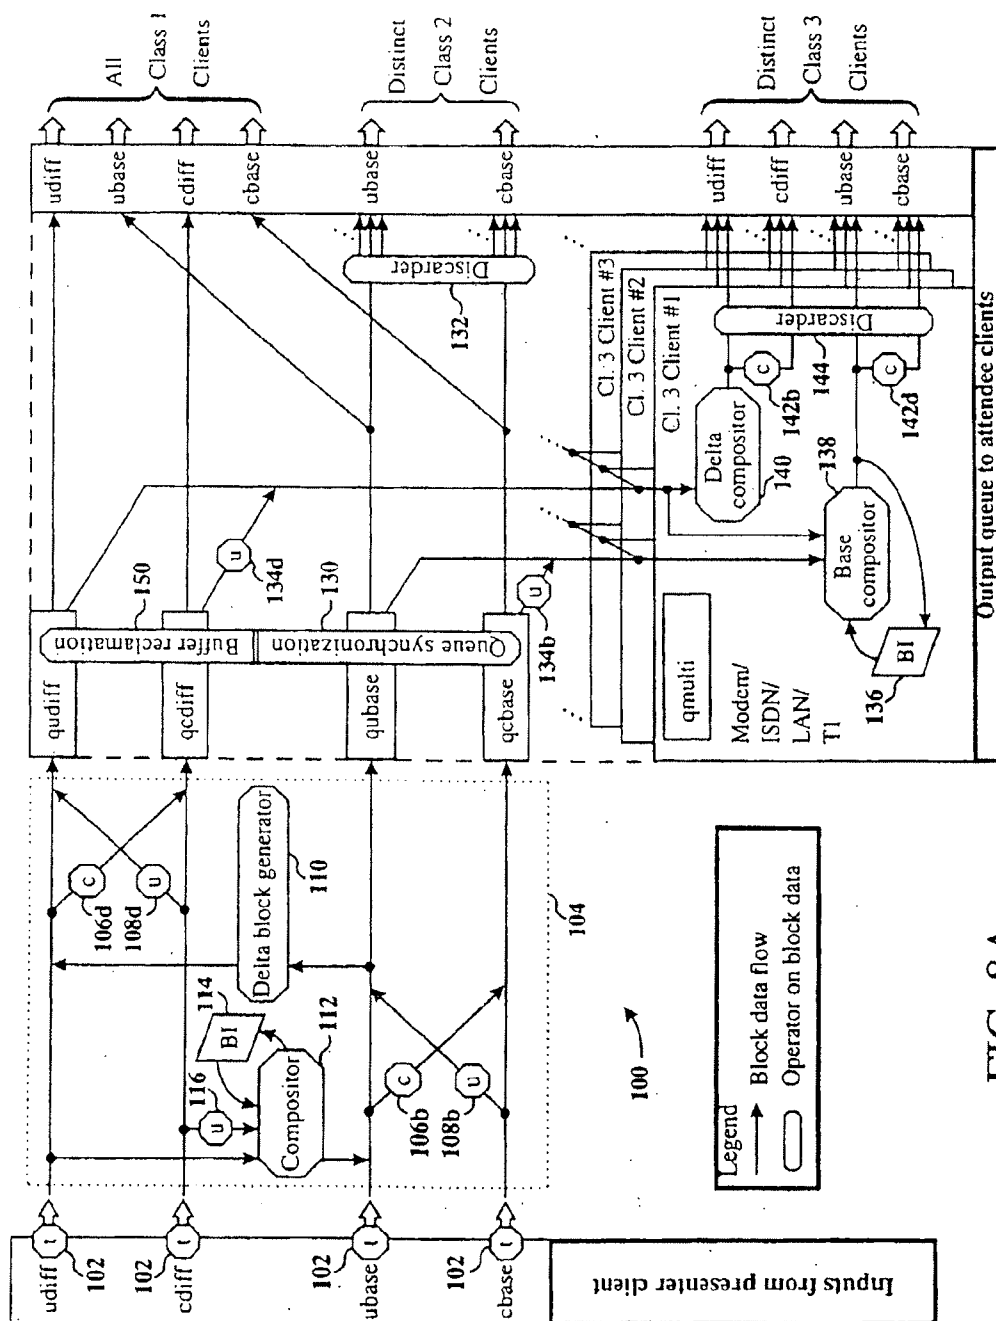 udiff
ubase
cdiff
cbase
ubase
cbase
udiff
cdiff
ubase
cbase
All
Class 1
Clients
Distinct
Class 2
Clients
Distinct
Class 3
Clients
Output queue to attendee clients
Discarder
132
Cl. 3 Client #3
Cl. 3 Client #2
Cl. 3 Client #1
Discarder
144
c
142b
c
142d
Delta
compositor
140
Base
compositor
138
BI
136
qmulti
Modem/
ISDN/
LAN/
T1
u
134d
u
134b
150
130
Buffer reclamation
Queue synchronization
qudiff
qcdiff
qubase
qcbase
c
106d
u
108d
Delta block generator
110
104
BI
114
Compositor
112
u
116
c
106b
u
108b
100
Legend
Block data flow
Operator on block data
udiff
t
102
cdiff
t
102
ubase
t
102
cbase
t
102
Inputs from presenter client
FIG. 8A